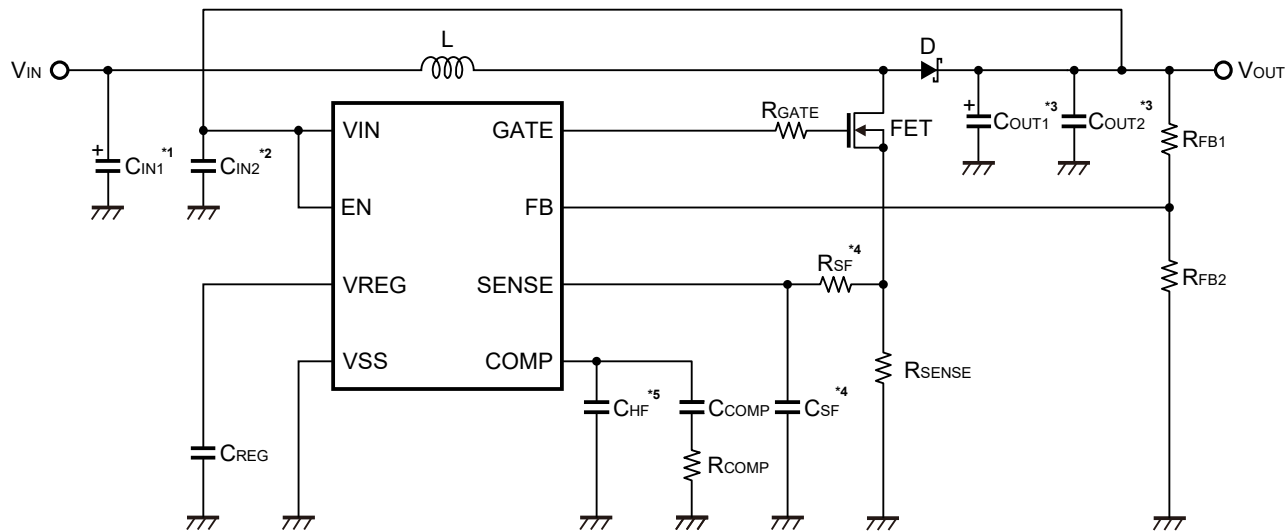 L
D
VIN
VOUT
RGATE
FET
COUT1*3
COUT2*3
RFB1
VIN
GATE
CIN1*1
CIN2*2
EN
FB
RSF*4
RFB2
VREG
SENSE
VSS
COMP
RSENSE
CHF*5
CCOMP
CSF*4
CREG
RCOMP
+
+